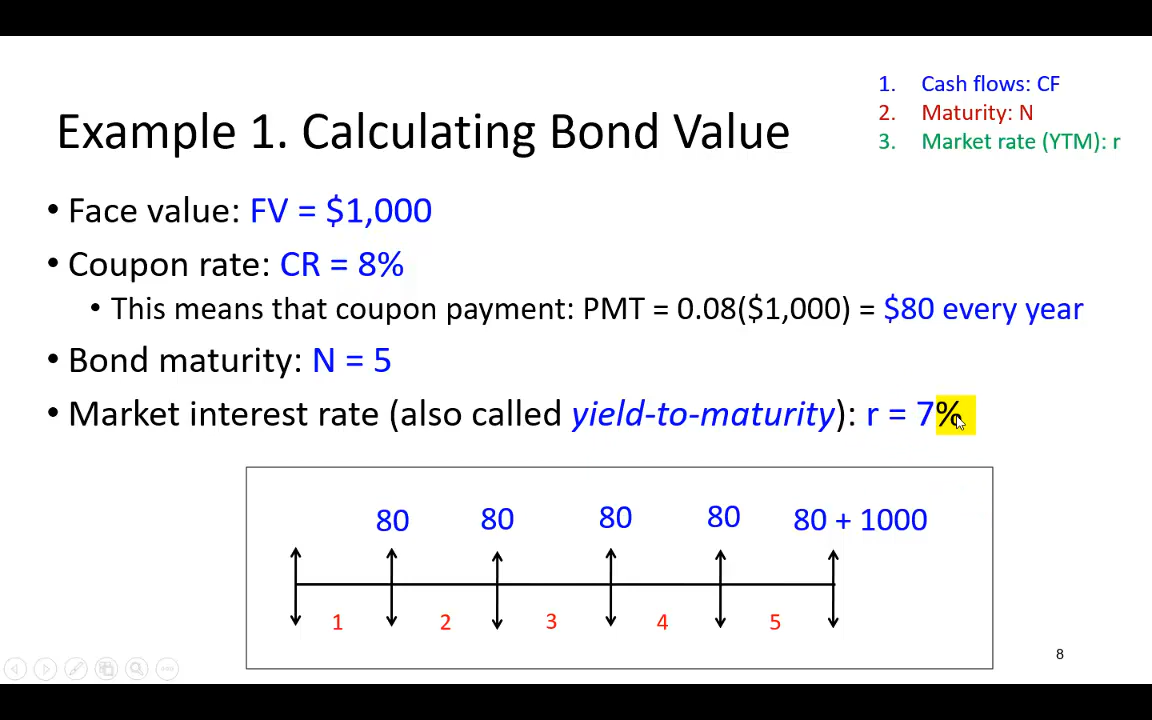 1. Cash flows: CF
2. Maturity: N
3. Market rate (YTM): r
Example 1. Calculating Bond Value
• Face value: FV = $1,000
• Coupon rate: CR = 8%
• This means that coupon payment: PMT = 0.08($1,000) = $80 every year
• Bond maturity: N = 5
• Market interest rate (also called yield-to-maturity): r = 7%
80 80 80 80 80 + 1000
1 2 3 4 5
8